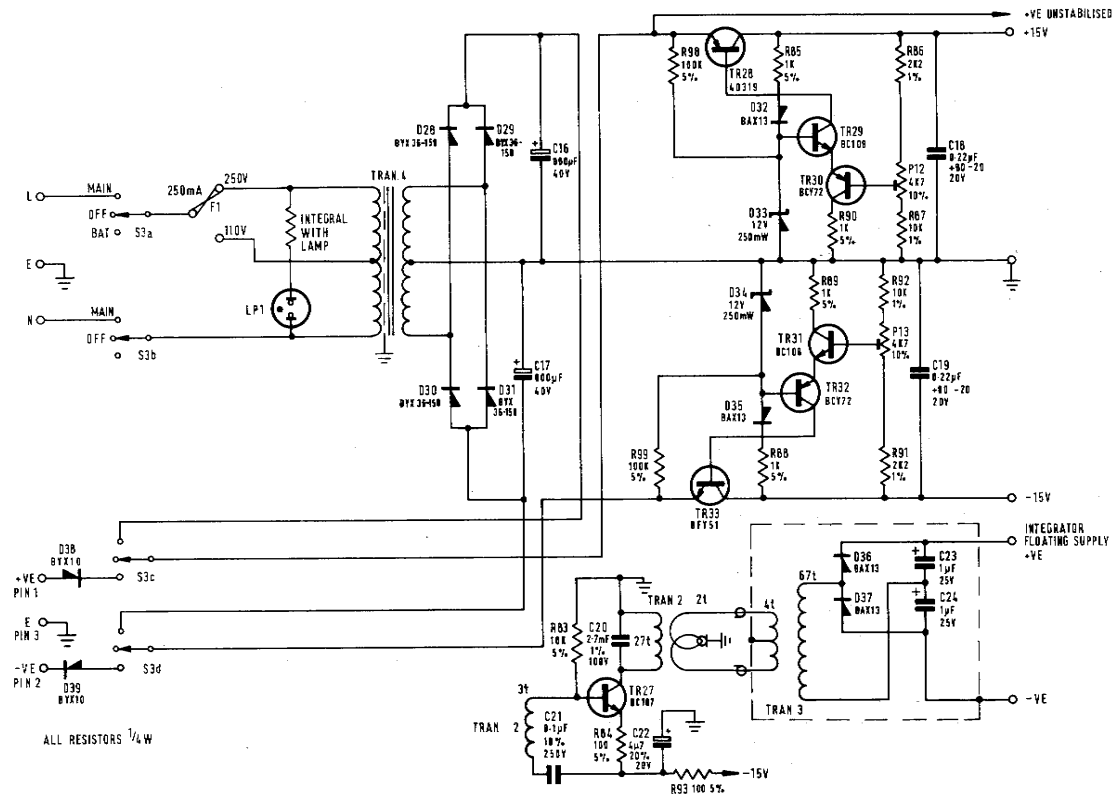 +VE UNSTABILISED
+15V
R98
100K
5%
TR28
40319
R85
1K
5%
R86
2K2
1%
D32
BAX13
TR29
BC109
C18
0·22µF
+80 -20
20V
P12
4K7
10%
TR30
BCY72
D33
12V
250mW
R90
1K
5%
R87
10K
1%
D28
BYX 36-150
D29
BYX 36-
150
C16
800µF
40V
TRAN.4
L
MAIN
OFF
BAT
S3a
250mA
F1
250V
110V
INTEGRAL
WITH
LAMP
E
N
MAIN
OFF
S3b
LP1
D34
12V
250mW
R89
1K
5%
R92
10K
1%
P13
4K7
10%
TR31
BC108
TR32
BCY72
C19
0·22µF
+80 -20
20V
C17
800µF
40V
D30
BYX 36-150
D31
BYX
36-150
D35
BAX13
R99
100K
5%
R88
1K
5%
R91
2K2
1%
TR33
BFY51
-15V
D38
BYX10
+VE
PIN 1
S3c
E
PIN 3
-VE
PIN 2
D39
BYX10
S3d
INTEGRATOR
FLOATING SUPPLY
+VE
D36
BAX13
D37
BAX13
C23
1µF
25V
C24
1µF
25V
67t
4t
2t
TRAN 2
TRAN 3
-VE
R83
18K
5%
C20
2·7mF
1%
100V
27t
3t
TRAN 2
C21
0·1µF
10%
250V
TR27
BC107
R84
100
5%
C22
4µ7
20%
20V
R93 100 5%
-15V
ALL RESISTORS 1/4 W